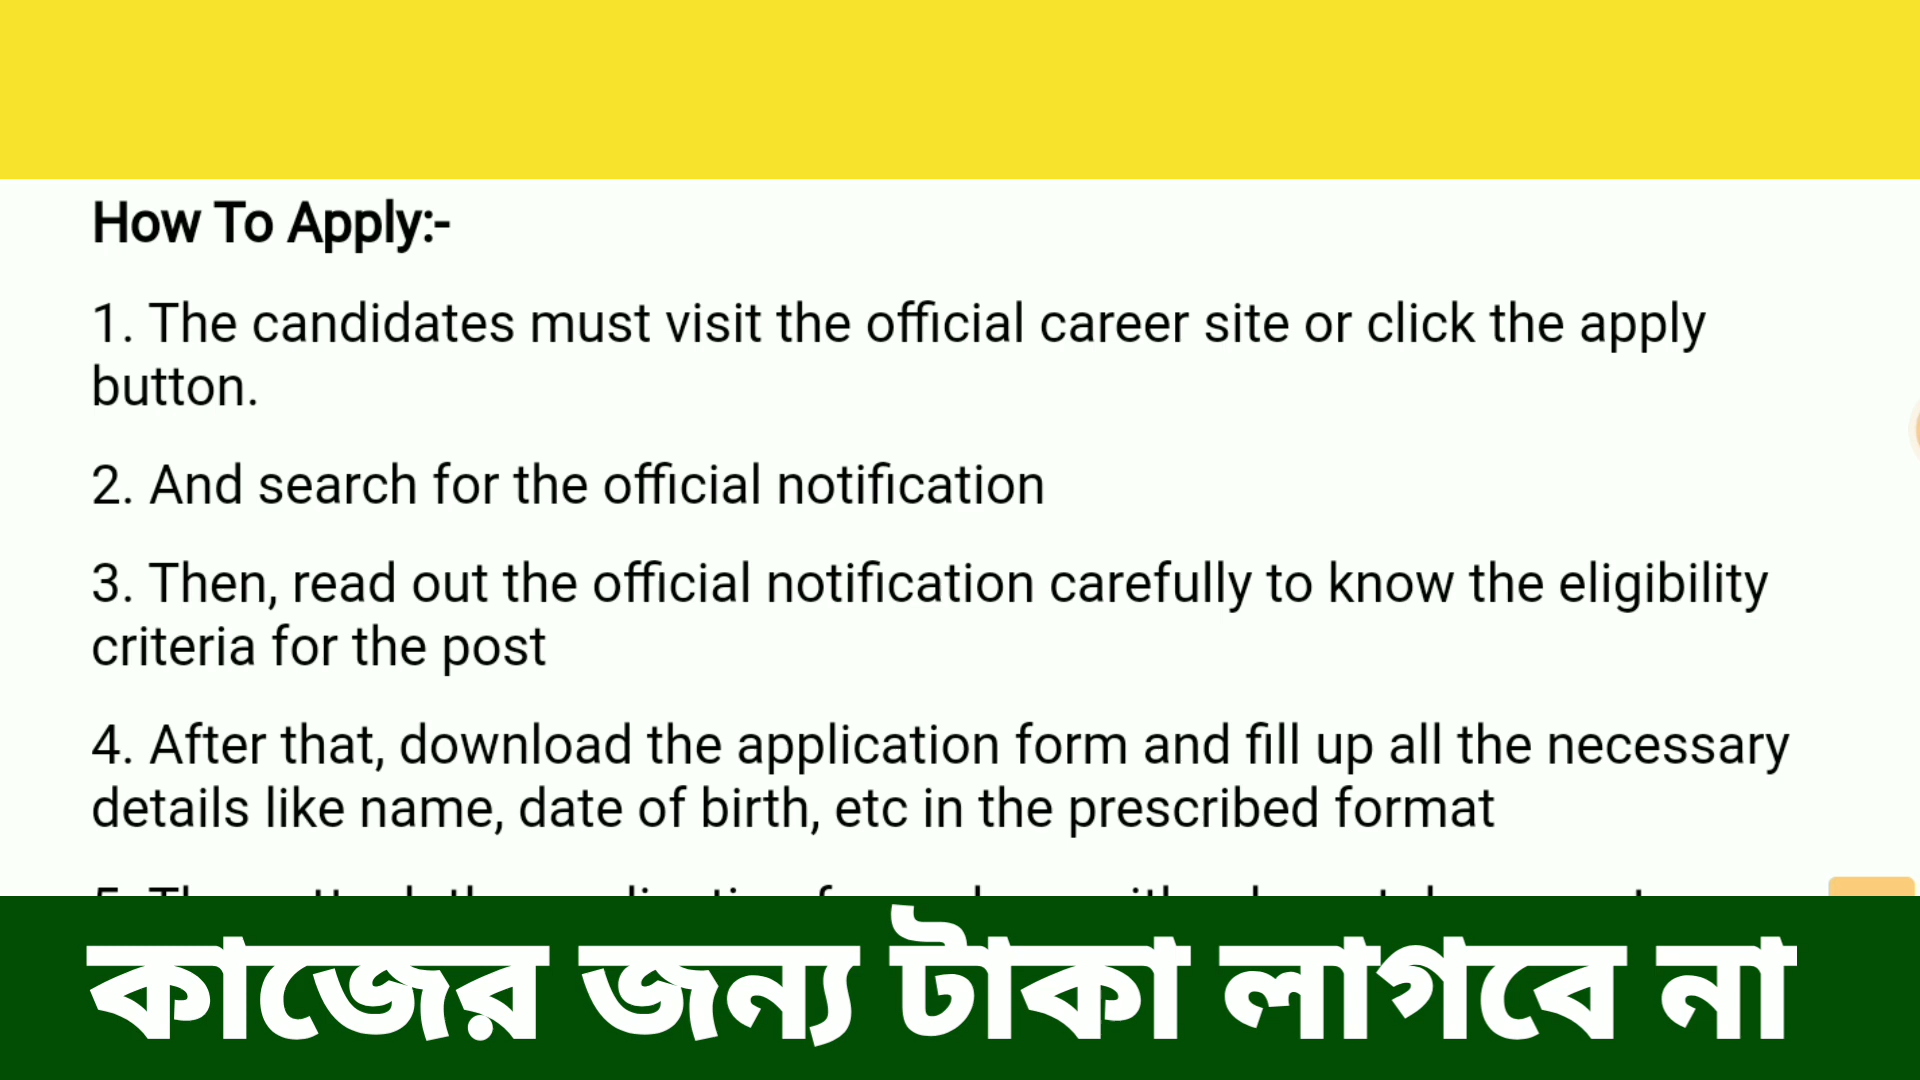 How To Apply:-
1. The candidates must visit the official career site or click the apply
button.
2. And search for the official notification
3. Then, read out the official notification carefully to know the eligibility
criteria for the post
4. After that, download the application form and fill up all the necessary
details like name, date of birth, etc in the prescribed format
কাজের জন্য টাকা লাগবে না